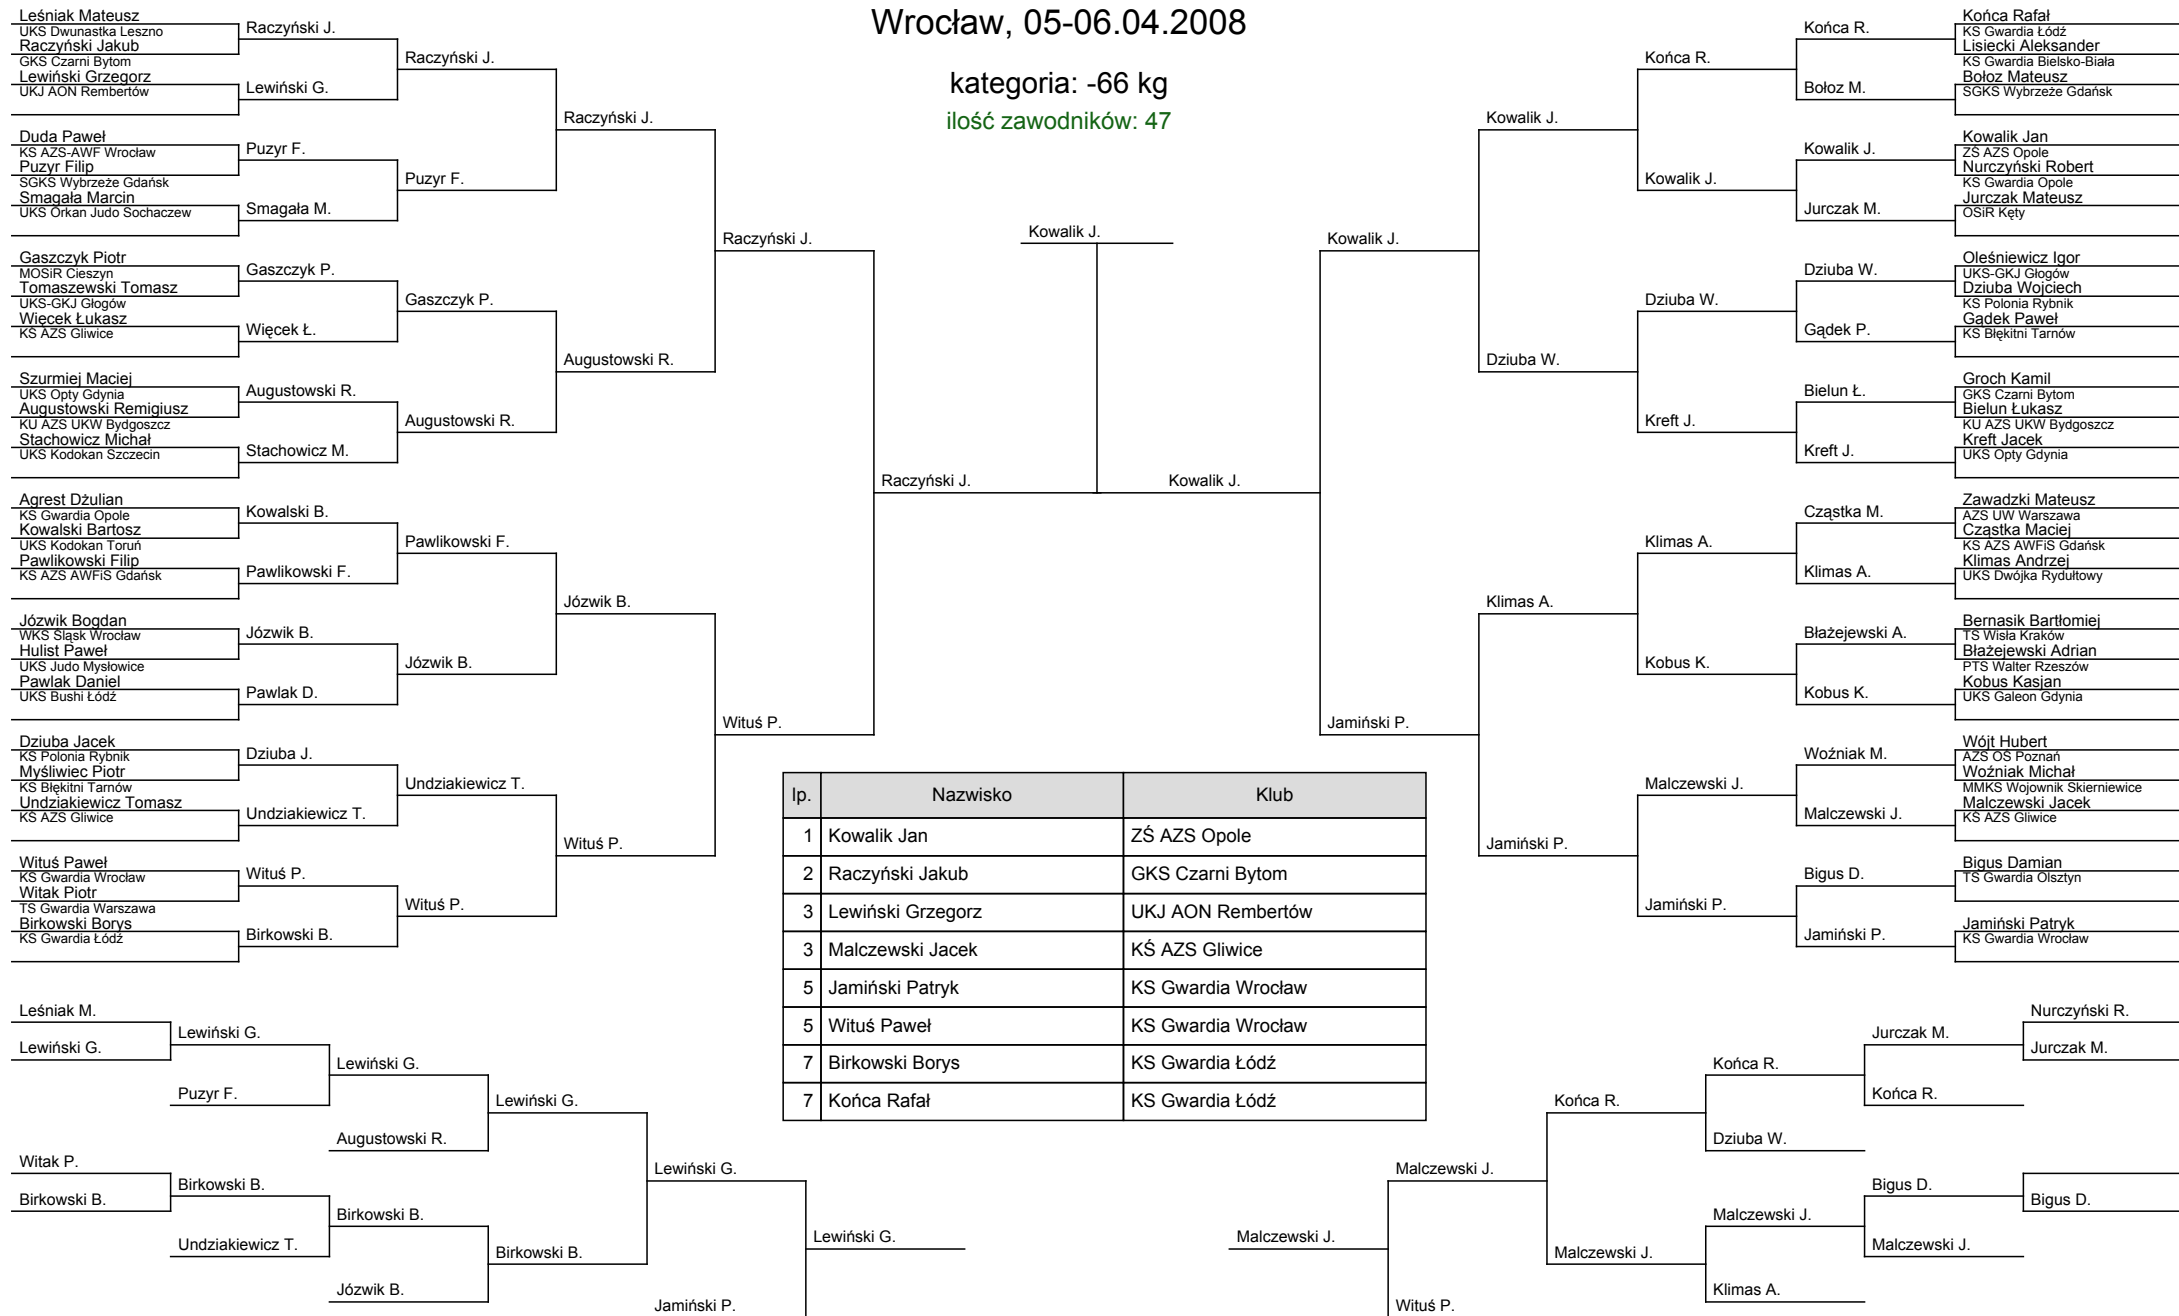 Wrocław, 05-06.04.2008
kategoria: -66 kg
ilość zawodników: 47
Leśniak Mateusz
UKS Dwunastka Leszno
Raczyński Jakub
GKS Czarni Bytom
Lewiński Grzegorz
UKJ AON Rembertów
Duda Paweł
KS AZS-AWF Wrocław
Puzyr Filip
SGKS Wybrzeże Gdańsk
Smagała Marcin
UKS Orkan Judo Sochaczew
Gaszczyk Piotr
MOSiR Cieszyn
Tomaszewski Tomasz
UKS-GKJ Głogów
Więcek Łukasz
KŚ AZS Gliwice
Szurmiej Maciej
UKS Opty Gdynia
Augustowski Remigiusz
KU AZS UKW Bydgoszcz
Stachowicz Michał
UKS Kodokan Szczecin
Agrest Dżulian
KS Gwardia Opole
Kowalski Bartosz
UKS Kodokan Toruń
Pawlikowski Filip
KS AZS AWFiS Gdańsk
Józwik Bogdan
WKS Śląsk Wrocław
Hulist Paweł
UKS Judo Mysłowice
Pawlak Daniel
UKS Bushi Łódź
Dziuba Jacek
KS Polonia Rybnik
Myśliwiec Piotr
KS Błękitni Tarnów
Undziakiewicz Tomasz
KŚ AZS Gliwice
Wituś Paweł
KS Gwardia Wrocław
Witak Piotr
TS Gwardia Warszawa
Birkowski Borys
KS Gwardia Łódź
Raczyński J.
Lewiński G.
Puzyr F.
Smagała M.
Gaszczyk P.
Więcek Ł.
Augustowski R.
Stachowicz M.
Kowalski B.
Pawlikowski F.
Józwik B.
Pawlak D.
Dziuba J.
Undziakiewicz T.
Wituś P.
Birkowski B.
Raczyński J.
Puzyr F.
Gaszczyk P.
Augustowski R.
Pawlikowski F.
Józwik B.
Undziakiewicz T.
Wituś P.
Raczyński J.
Augustowski R.
Józwik B.
Wituś P.
Raczyński J.
Wituś P.
Raczyński J.
Kowalik J.
Kowalik J.
Kowalik J.
Jamiński P.
Kowalik J.
Dziuba W.
Klimas A.
Jamiński P.
Końca R.
Kowalik J.
Dziuba W.
Kreft J.
Klimas A.
Kobus K.
Malczewski J.
Jamiński P.
Końca R.
Bołoz M.
Kowalik J.
Jurczak M.
Dziuba W.
Gądek P.
Bielun Ł.
Kreft J.
Cząstka M.
Klimas A.
Błażejewski A.
Kobus K.
Woźniak M.
Malczewski J.
Bigus D.
Jamiński P.
Końca Rafał
KS Gwardia Łódź
Lisiecki Aleksander
KS Gwardia Bielsko-Biała
Bołoz Mateusz
SGKS Wybrzeże Gdańsk
Kowalik Jan
ZŚ AZS Opole
Nurczyński Robert
KS Gwardia Opole
Jurczak Mateusz
OSiR Kęty
Oleśniewicz Igor
UKS-GKJ Głogów
Dziuba Wojciech
KS Polonia Rybnik
Gądek Paweł
KS Błękitni Tarnów
Groch Kamil
GKS Czarni Bytom
Bielun Łukasz
KU AZS UKW Bydgoszcz
Kreft Jacek
UKS Opty Gdynia
Zawadzki Mateusz
AZS UW Warszawa
Cząstka Maciej
KS AZS AWFiS Gdańsk
Klimas Andrzej
UKS Dwójka Rydułtowy
Bernasik Bartłomiej
TS Wisła Kraków
Błażejewski Adrian
PTS Walter Rzeszów
Kobus Kasjan
UKS Galeon Gdynia
Wójt Hubert
AZS OŚ Poznań
Woźniak Michał
MMKS Wojownik Skierniewice
Malczewski Jacek
KŚ AZS Gliwice
Bigus Damian
TS Gwardia Olsztyn
Jamiński Patryk
KS Gwardia Wrocław
lp. Nazwisko Klub
1 Kowalik Jan ZŚ AZS Opole
2 Raczyński Jakub GKS Czarni Bytom
3 Lewiński Grzegorz UKJ AON Rembertów
3 Malczewski Jacek KŚ AZS Gliwice
5 Jamiński Patryk KS Gwardia Wrocław
5 Wituś Paweł KS Gwardia Wrocław
7 Birkowski Borys KS Gwardia Łódź
7 Końca Rafał KS Gwardia Łódź
Leśniak M.
Lewiński G.
Witak P.
Birkowski B.
Lewiński G.
Puzyr F.
Birkowski B.
Undziakiewicz T.
Lewiński G.
Augustowski R.
Birkowski B.
Józwik B.
Lewiński G.
Birkowski B.
Lewiński G.
Jamiński P.
Lewiński G.
Malczewski J.
Malczewski J.
Wituś P.
Końca R.
Malczewski J.
Końca R.
Dziuba W.
Malczewski J.
Klimas A.
Jurczak M.
Końca R.
Bigus D.
Malczewski J.
Nurczyński R.
Jurczak M.
Bigus D.